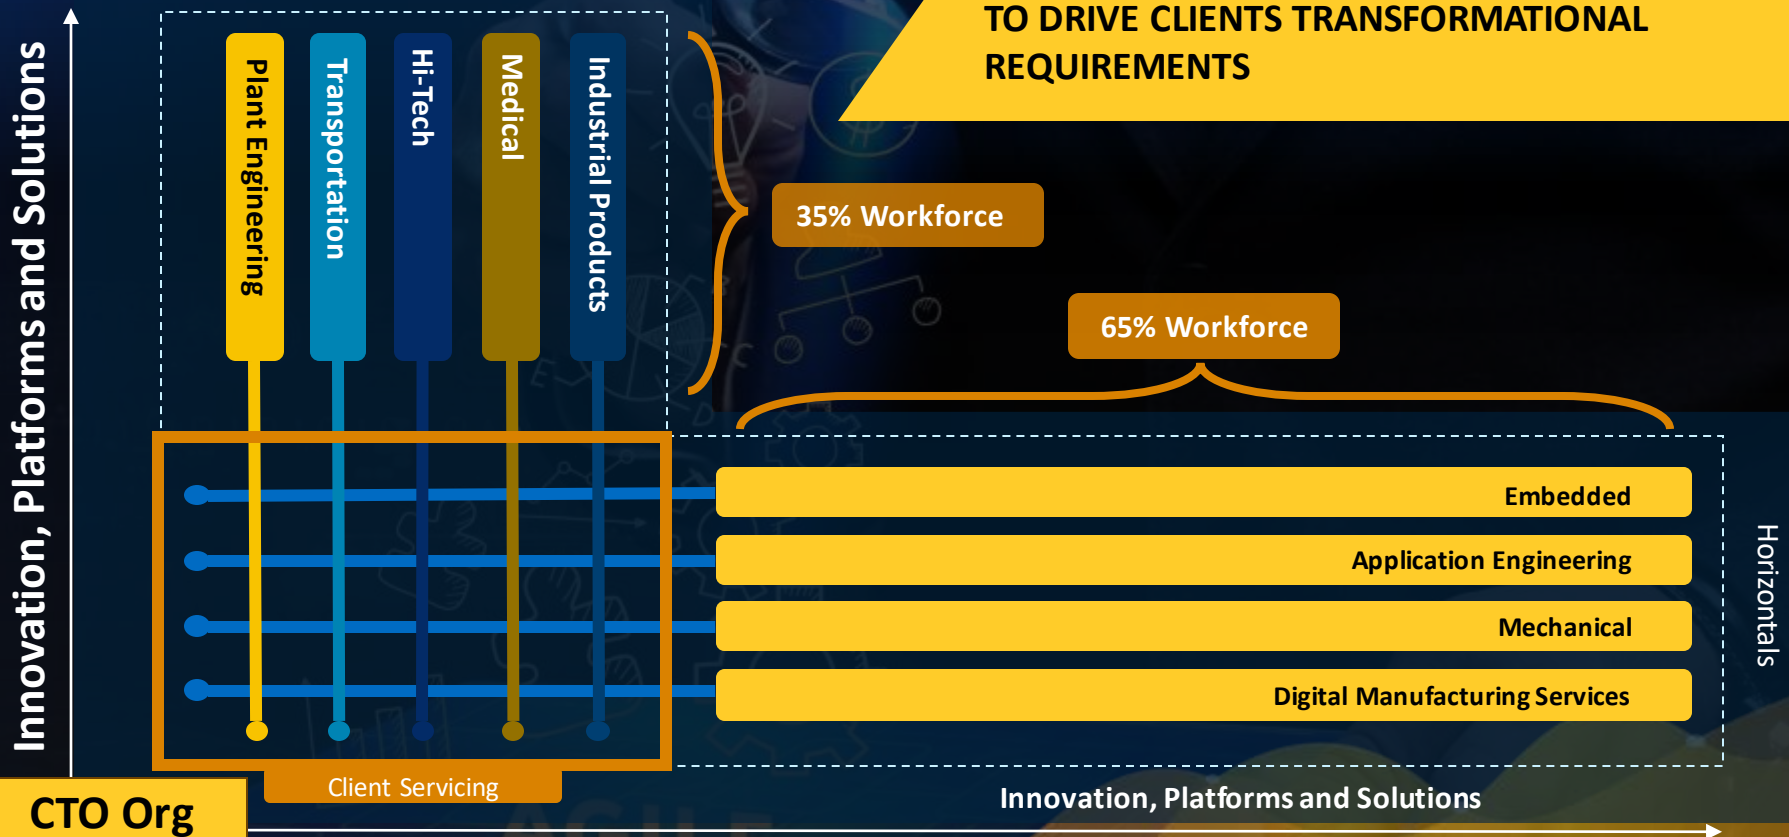 TO DRIVE CLIENTS TRANSFORMATIONAL
REQUIREMENTS
Innovation, Platforms and Solutions
Plant Engineering
Transportation
Hi-Tech
Medical
Industrial Products
35% Workforce
65% Workforce
Embedded
Application Engineering
Mechanical
Digital Manufacturing Services
Horizontals
Client Servicing
Innovation, Platforms and Solutions
CTO Org